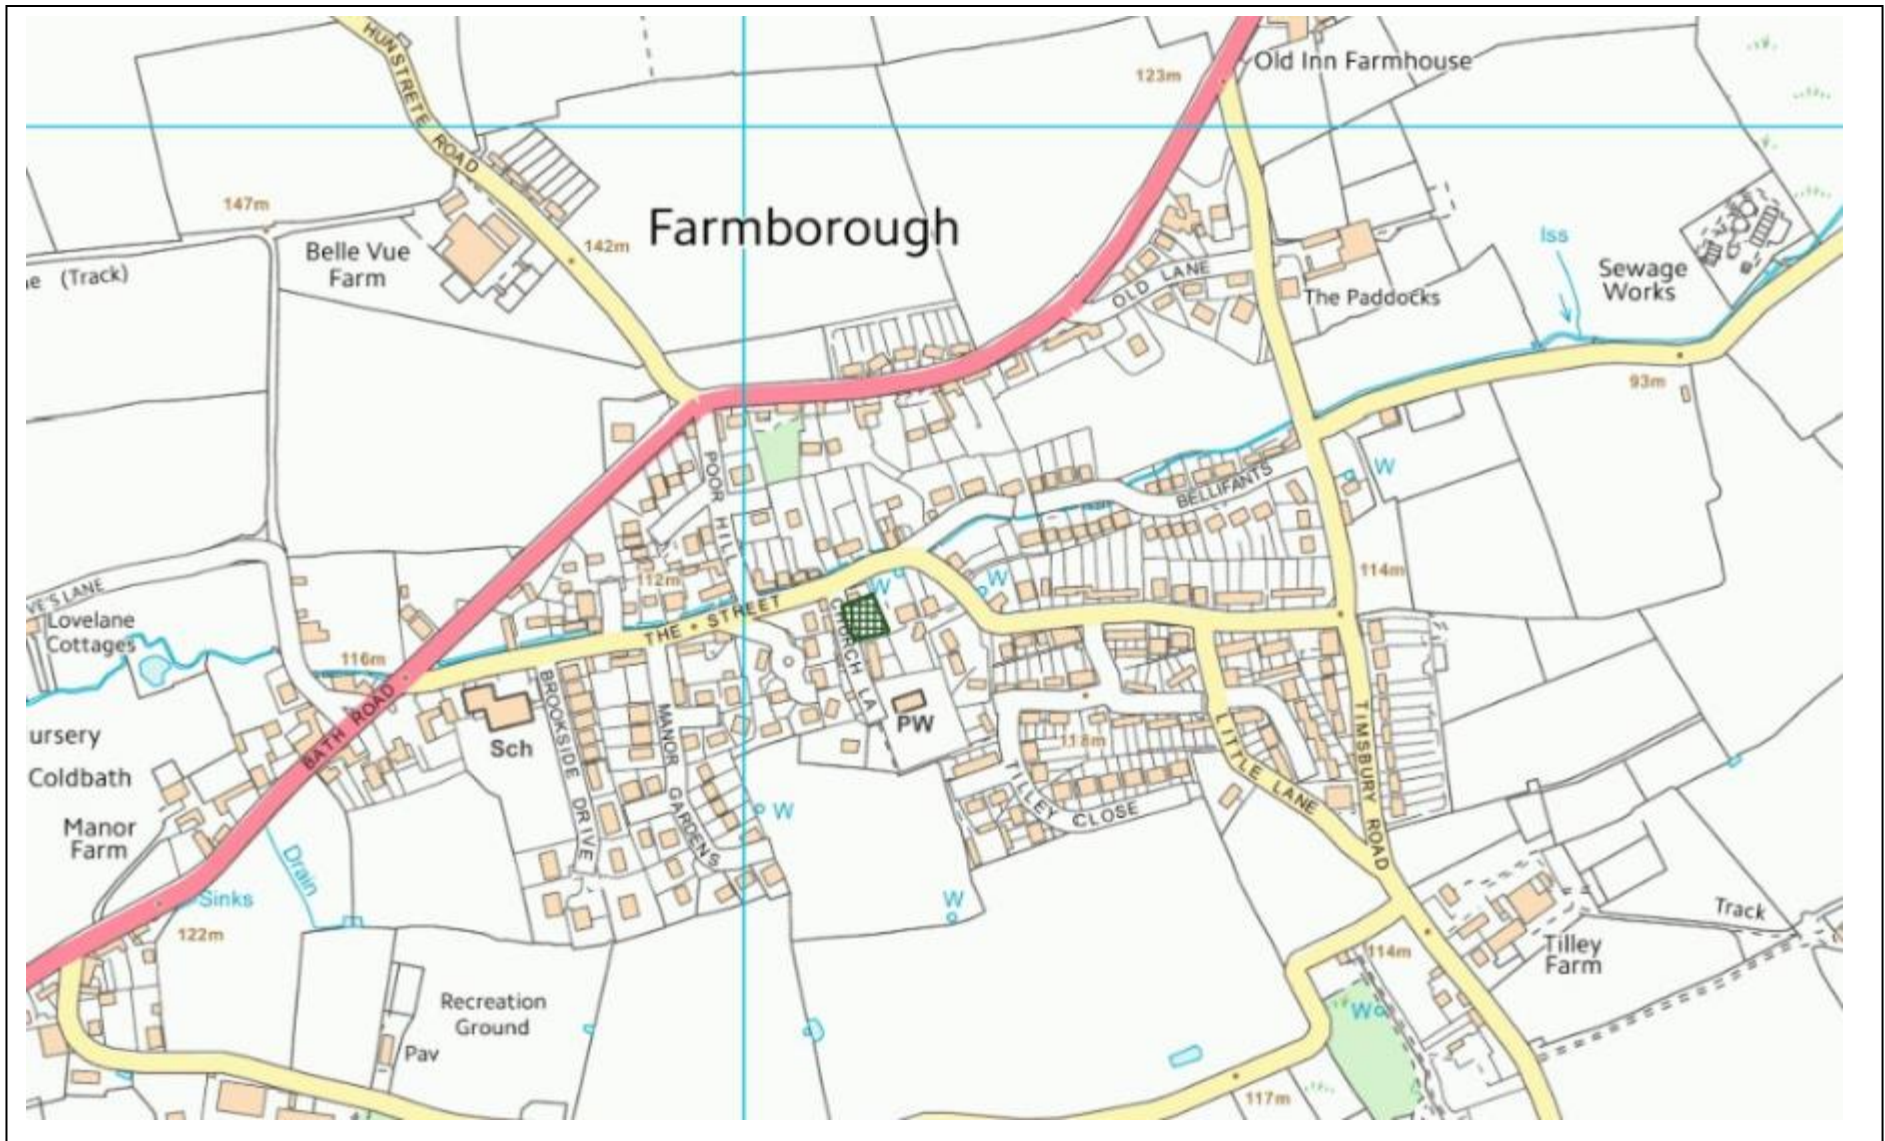 HUNSTRETE ROAD
123m
Old Inn Farmhouse
147m
Farmborough
142m
Belle Vue
Farm
(Track)
OLD LANE
The Paddocks
Iss
Sewage
Works
93m
POOR HILL
BELLIFANTS
W
112m
W
W
114m
VE'S LANE
Lovelane
Cottages
THE STREET
CHURCH LA
116m
BATH ROAD
Sch
BROOKSIDE DRIVE
MANOR GARDENS
PW
118m
LITTLE LANE
TIMSBURY ROAD
TILLEY CLOSE
ursery
Coldbath
Manor
Farm
W
Drain
Sinks
W
122m
Track
114m
Tilley
Farm
Recreation
Ground
W
Pav
117m